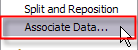 Split and Reposition
Associate Data...